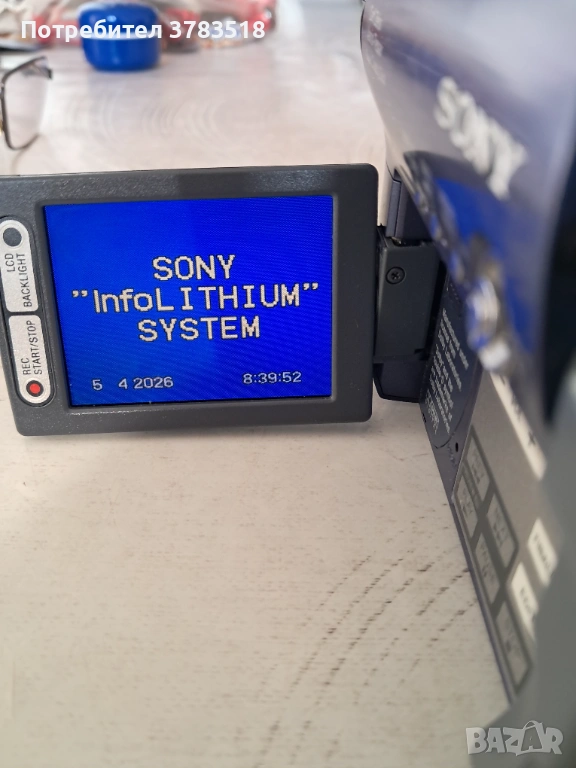 Потребител 3783518
SONY
LCD
BACKLIGHT
SONY
"InfoLITHIUM"
SYSTEM
REC
START/STOP
5 4 2026 8:39:52
BAZAR